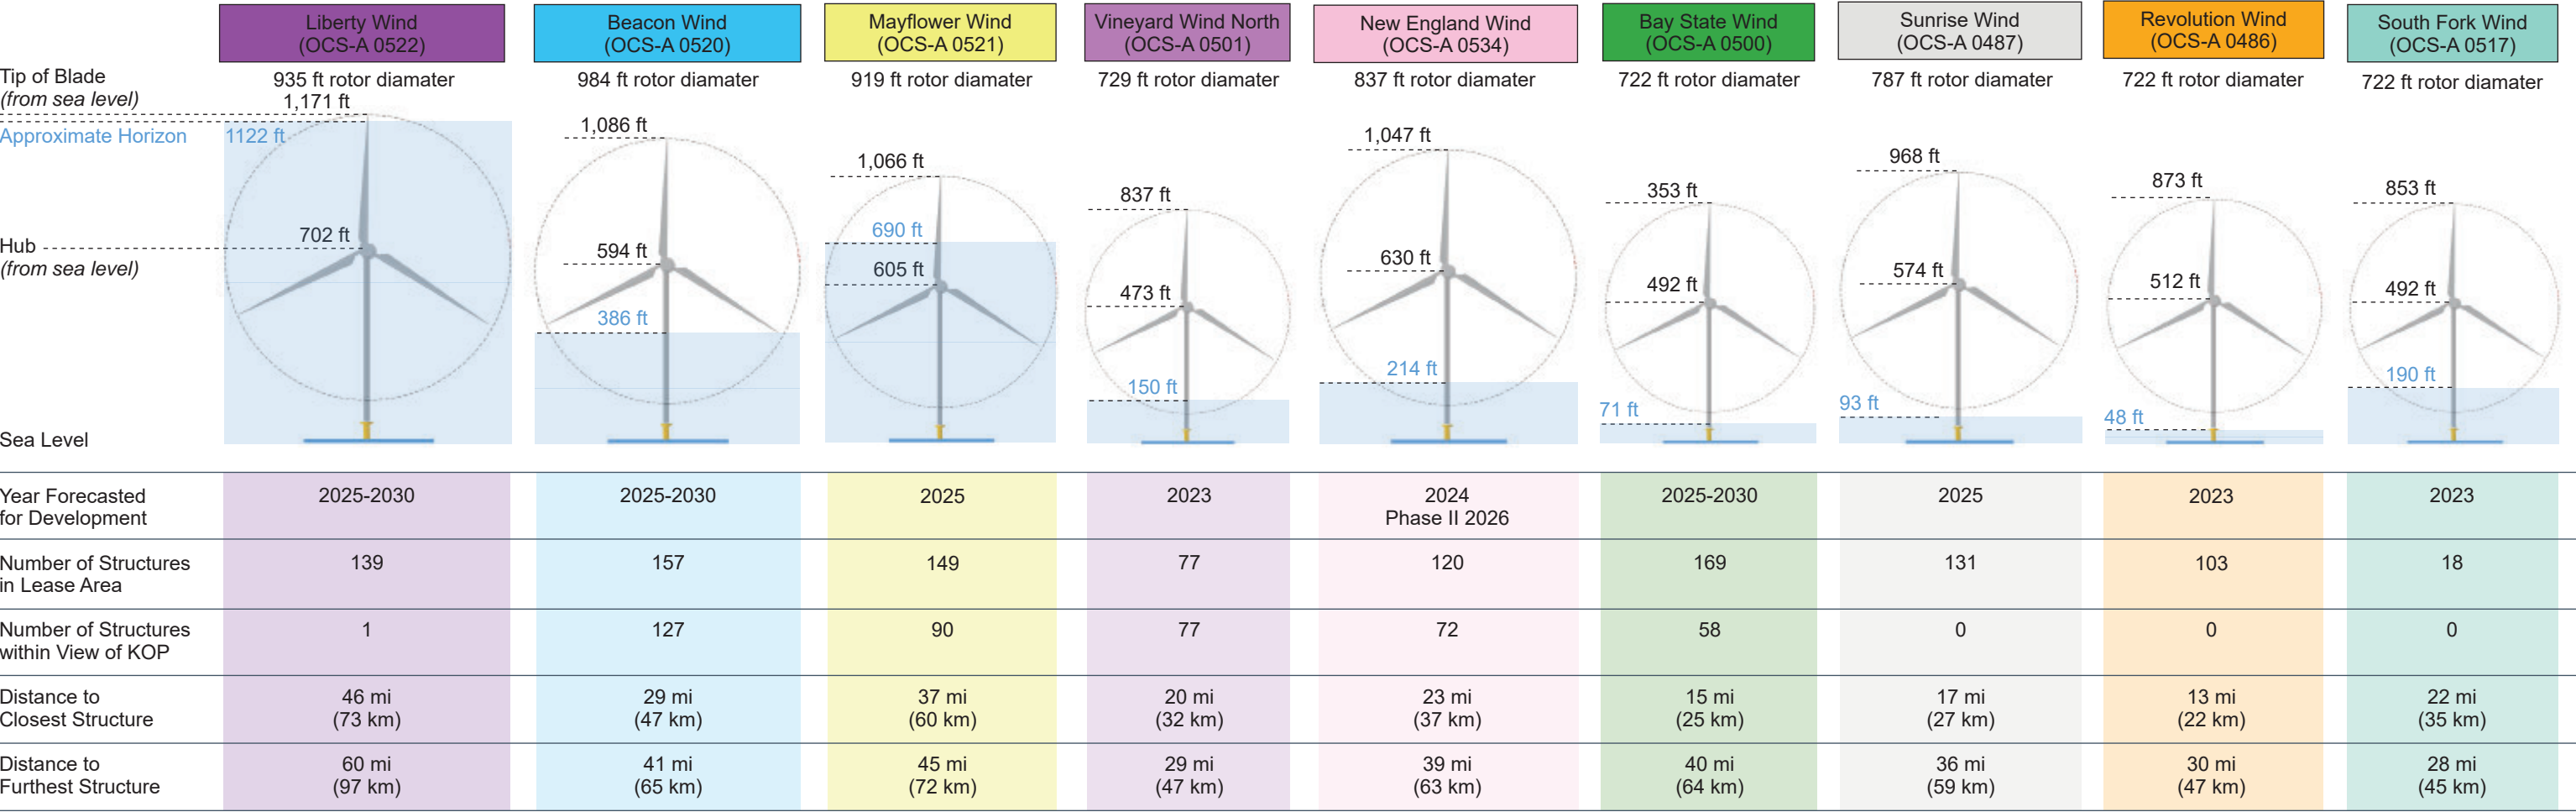 Liberty Wind
(OCS-A 0522)
Beacon Wind
(OCS-A 0520)
Mayflower Wind
(OCS-A 0521)
Vineyard Wind North
(OCS-A 0501)
New England Wind
(OCS-A 0534)
Bay State Wind
(OCS-A 0500)
Sunrise Wind
(OCS-A 0487)
Revolution Wind
(OCS-A 0486)
South Fork Wind
(OCS-A 0517)
Tip of Blade
(from sea level)
935 ft rotor diamater
984 ft rotor diamater
919 ft rotor diamater
729 ft rotor diamater
837 ft rotor diamater
722 ft rotor diamater
787 ft rotor diamater
722 ft rotor diamater
722 ft rotor diamater
1,171 ft
1,086 ft
1,066 ft
837 ft
1,047 ft
353 ft
968 ft
873 ft
853 ft
Approximate Horizon
1122 ft
Hub
(from sea level)
702 ft
594 ft
386 ft
690 ft
605 ft
473 ft
150 ft
630 ft
214 ft
492 ft
71 ft
574 ft
93 ft
512 ft
48 ft
492 ft
190 ft
Sea Level
Year Forecasted
for Development
2025-2030
2025-2030
2025
2023
2024
Phase II 2026
2025-2030
2025
2023
2023
Number of Structures
in Lease Area
139
157
149
77
120
169
131
103
18
Number of Structures
within View of KOP
1
127
90
77
72
58
0
0
0
Distance to
Closest Structure
46 mi
(73 km)
29 mi
(47 km)
37 mi
(60 km)
20 mi
(32 km)
23 mi
(37 km)
15 mi
(25 km)
17 mi
(27 km)
13 mi
(22 km)
22 mi
(35 km)
Distance to
Furthest Structure
60 mi
(97 km)
41 mi
(65 km)
45 mi
(72 km)
29 mi
(47 km)
39 mi
(63 km)
40 mi
(64 km)
36 mi
(59 km)
30 mi
(47 km)
28 mi
(45 km)